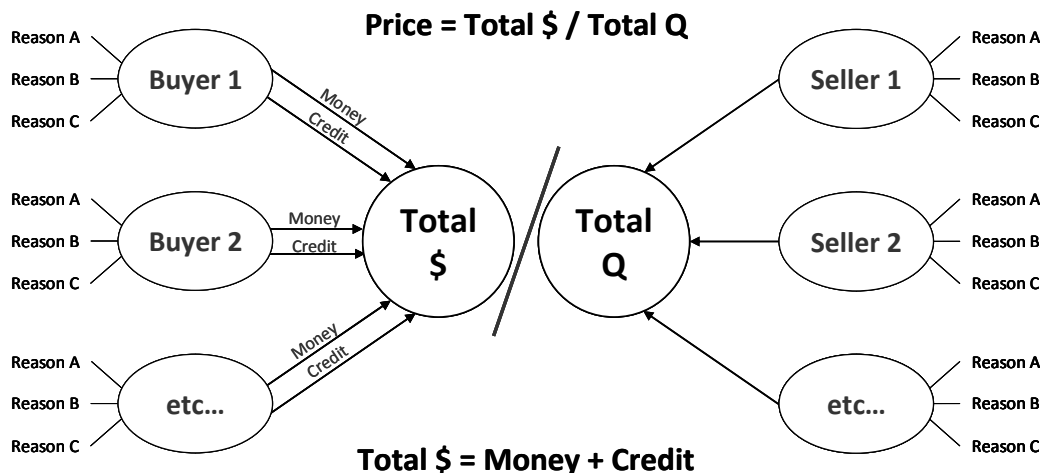 Price = Total $ / Total Q
Reason A
Reason B
Reason C
Buyer 1
Money
Credit
Reason A
Reason B
Reason C
Buyer 2
Money
Credit
Reason A
Reason B
Reason C
etc...
Money
Credit
Total
$
/
Total
Q
Seller 1
Reason A
Reason B
Reason C
Seller 2
Reason A
Reason B
Reason C
etc...
Reason A
Reason B
Reason C
Total $ = Money + Credit